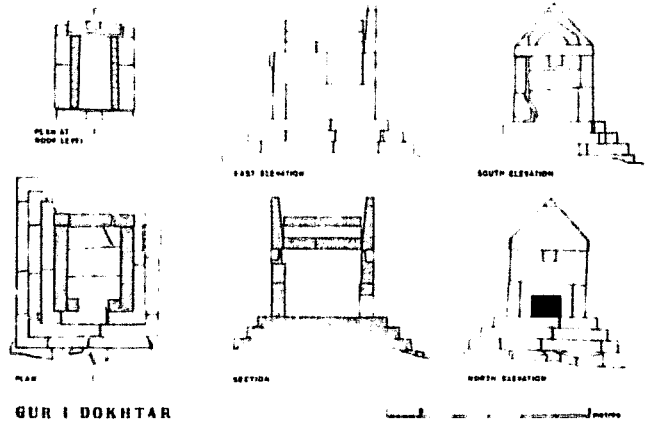 PLAN AT
ROOF LEVEL
EAST ELEVATION
SOUTH ELEVATION
PLAN
SECTION
NORTH ELEVATION
GUR I DOKHTAR
metres